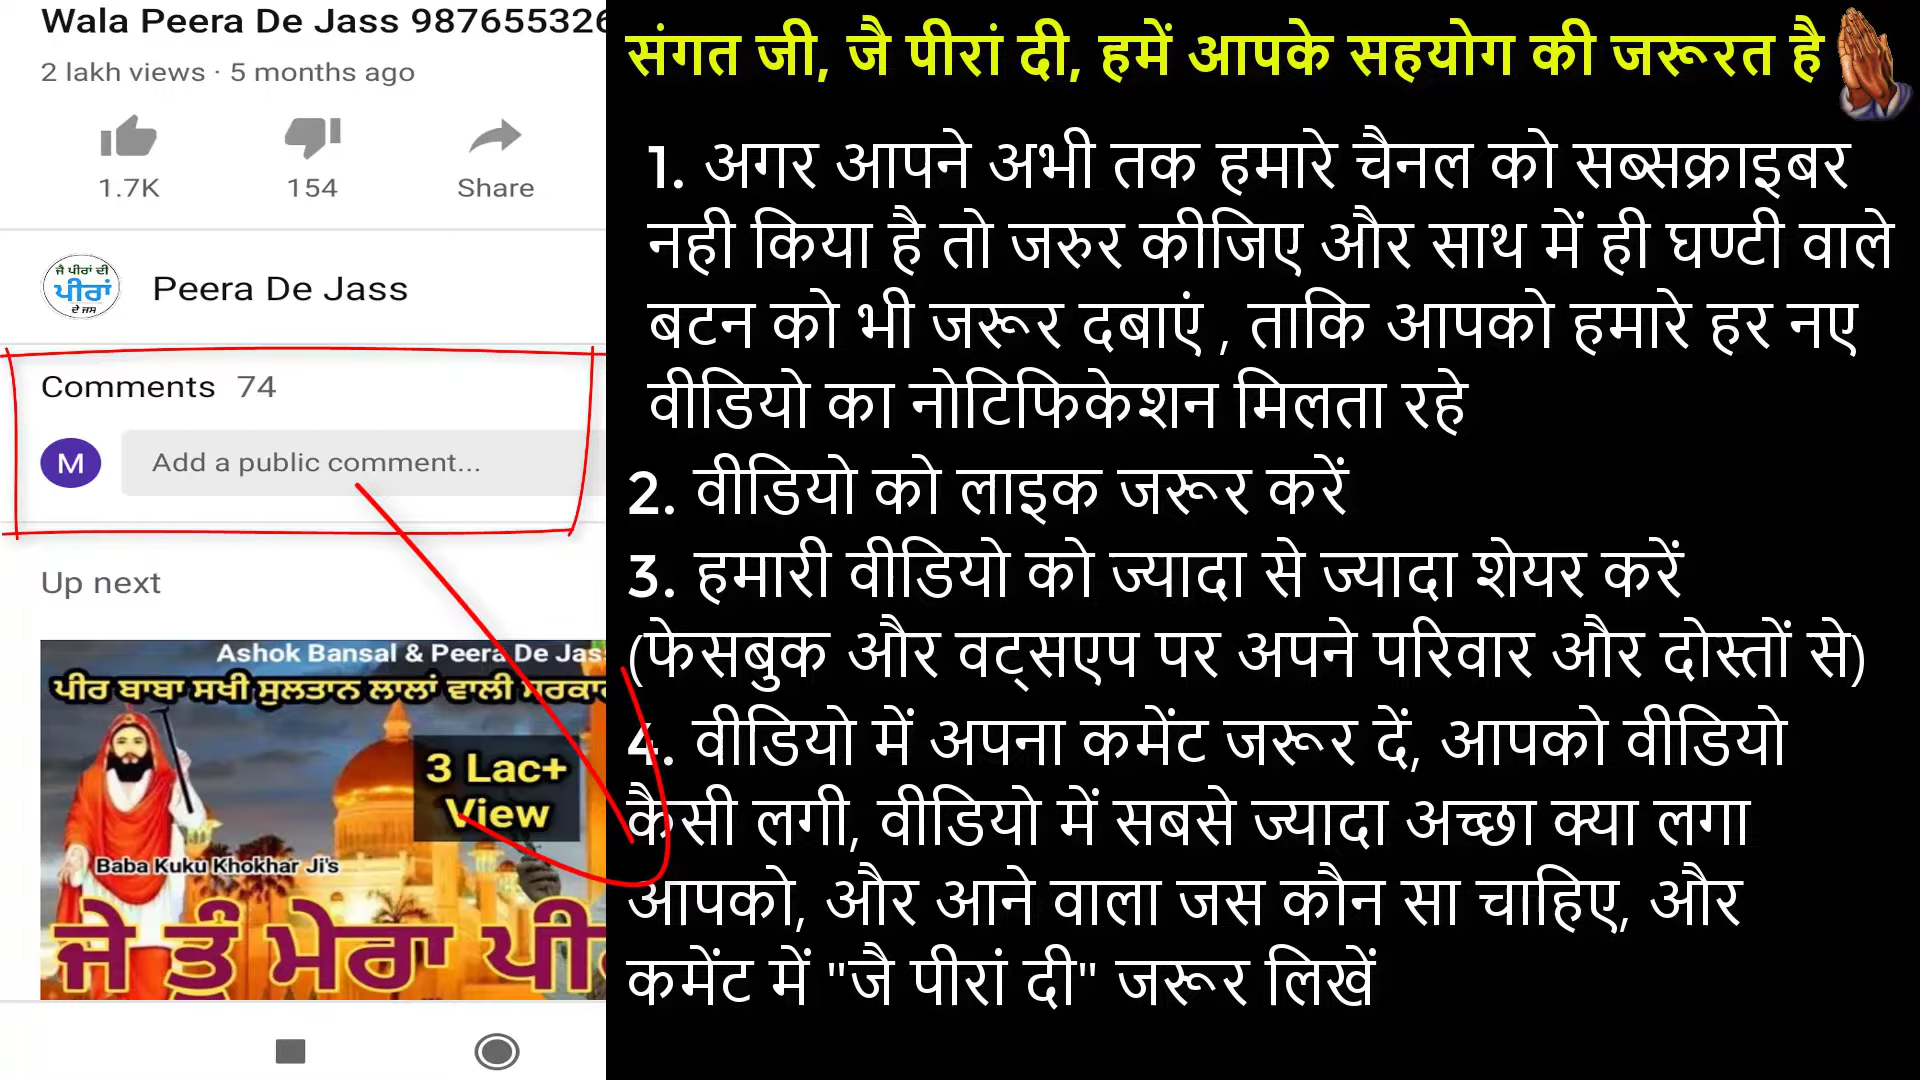 Wala Peera De Jass 987655326
2 lakh views · 5 months ago
1.7K
154
Share
ਜੈ ਪੀਰਾਂ ਦੀ
ਪੀਰਾਂ
ਦੇ ਜਸ
Peera De Jass
Comments 74
M
Add a public comment...
Up next
Ashok Bansal & Peera De Jass
ਪੀਰ ਬਾਬਾ ਸਖੀ ਸੁਲਤਾਨ ਲਾਲਾਂ ਵਾਲੀ ਸਰਕਾਰ
3 Lac+
View
Baba Kuku Khokhar Ji's
ਜੇ ਤੂੰ ਮੇਰਾ
संगत जी, जै पीरां दी, हमें आपके सहयोग की जरूरत है
1. अगर आपने अभी तक हमारे चैनल को सब्सक्राइबर
नही किया है तो जरुर कीजिए और साथ में ही घण्टी वाले
बटन को भी जरूर दबाएं , ताकि आपको हमारे हर नए
वीडियो का नोटिफिकेशन मिलता रहे
2. वीडियो को लाइक जरूर करें
3. हमारी वीडियो को ज्यादा से ज्यादा शेयर करें
(फेसबुक और वट्सएप पर अपने परिवार और दोस्तों से)
4. वीडियो में अपना कमेंट जरूर दें, आपको वीडियो
कैसी लगी, वीडियो में सबसे ज्यादा अच्छा क्या लगा
आपको, और आने वाला जस कौन सा चाहिए, और
कमेंट में "जै पीरां दी" जरूर लिखें